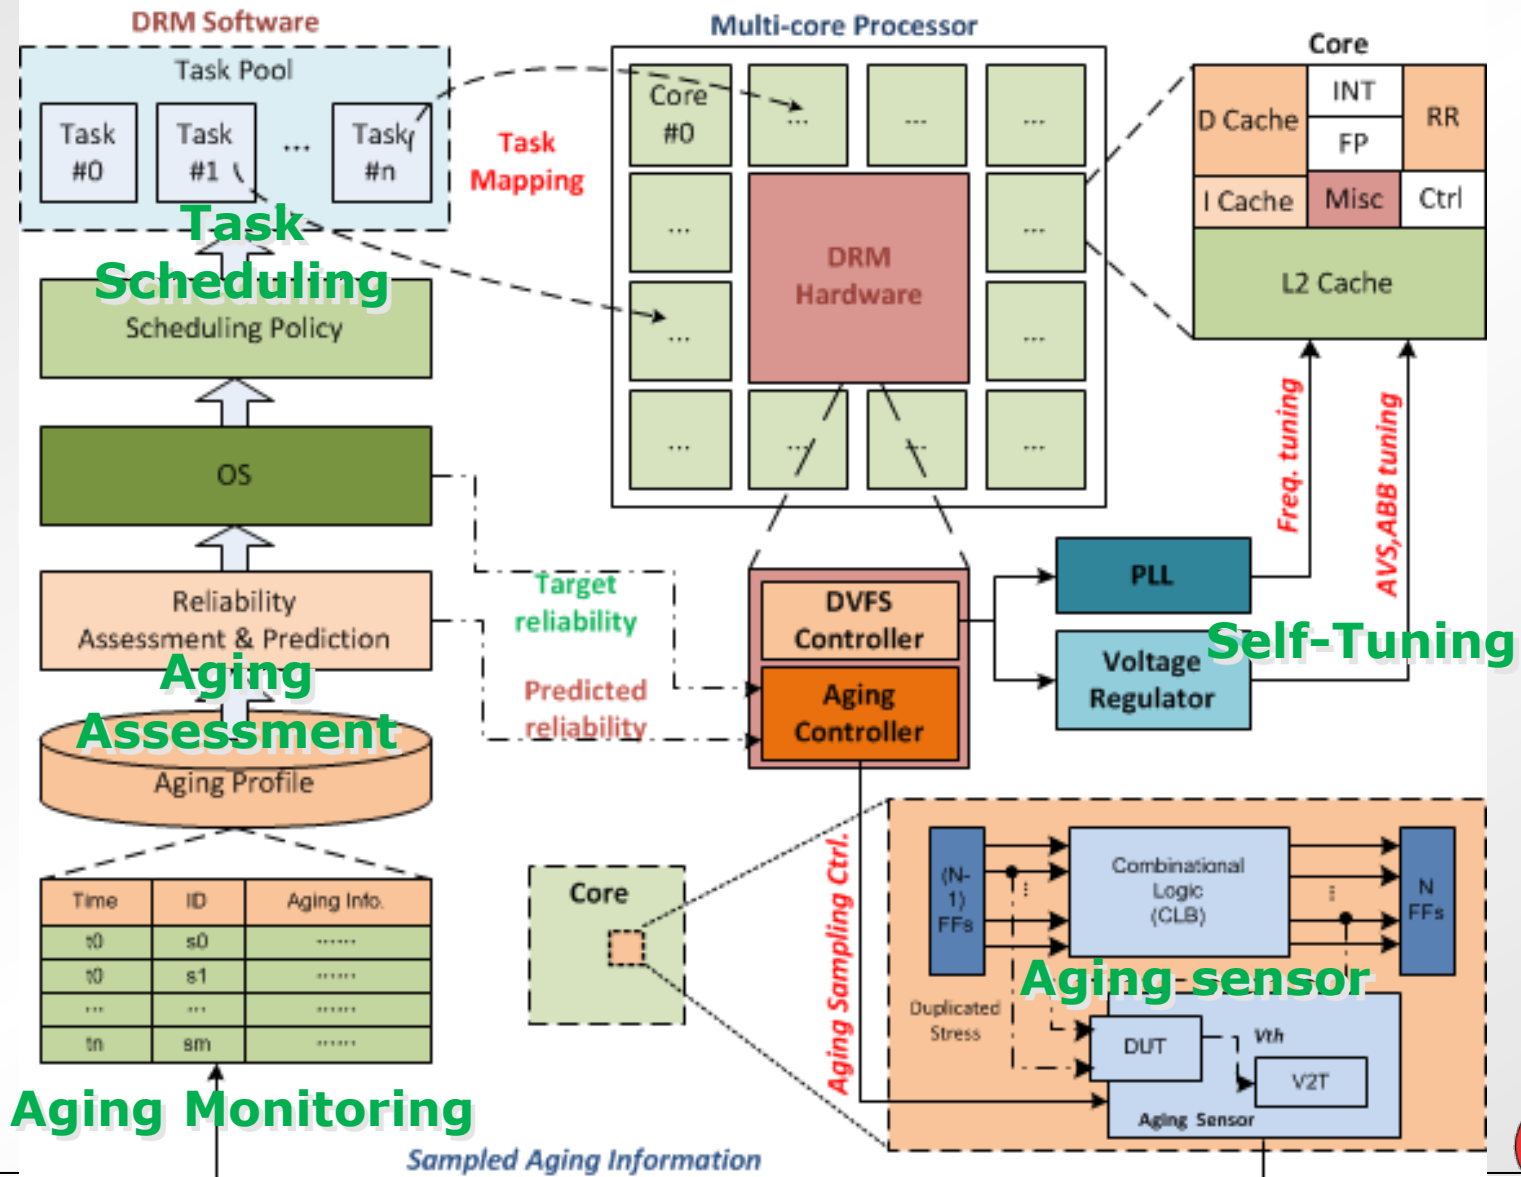 DRM Software
Task Pool
Task
#0
Task
#1
...
Task
#n
Task
Scheduling
Scheduling Policy
OS
Reliability
Assessment & Prediction
Aging
Assessment
Aging Profile
Time ID Aging Info.
t0 s0 ......
t0 s1 ......
... ... ......
tn sm ......
Aging Monitoring
Sampled Aging Information
Task
Mapping
Target
reliability
Predicted
reliability
Multi-core Processor
Core
#0
... ... ...
... ...
... ...
... ... ... ...
DRM
Hardware
DVFS
Controller
Aging
Controller
PLL
Voltage
Regulator
Self-Tuning
Freq. tuning
AVS,ABB tuning
Core
D Cache
INT
FP
RR
I Cache
Misc
Ctrl
L2 Cache
Core
Aging Sampling Ctrl.
(N-
1)
FFs
...
Combinational
Logic
(CLB)
...
N
FFs
Aging sensor
Duplicated
Stress
DUT
Vth
V2T
Aging Sensor